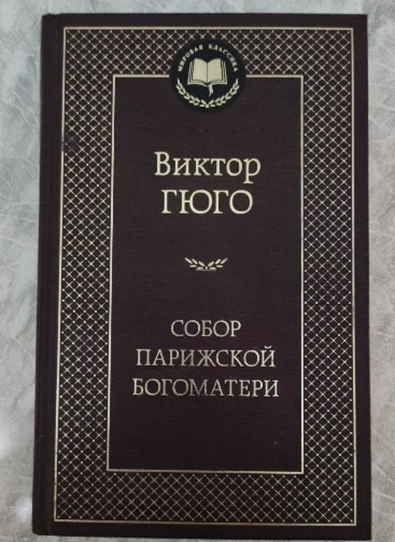 МИРОВАЯ КЛАССИКА
Виктор
ГЮГО
СОБОР
ПАРИЖСКОЙ
БОГОМАТЕРИ